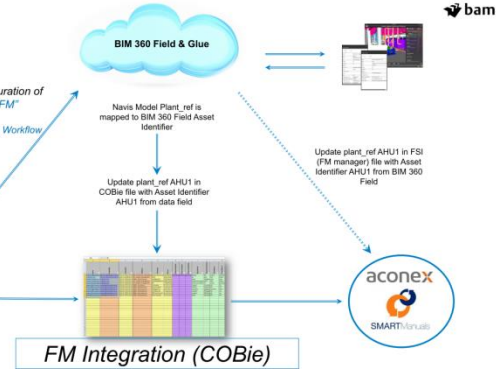 bam
BIM 360 Field & Glue
uration of
FM"
Workflow
Navis Model Plant_ref is
mapped to BIM 360 Field Asset
Identifier
Update plant_ref AHU1 in FSI
(FM manager) file with Asset
Identifier AHU1 from BIM 360
Field
Update plant_ref AHU1 in
COBie file with Asset Identifier
AHU1 from data field
aconex
SMARTManuals
FM Integration (COBie)